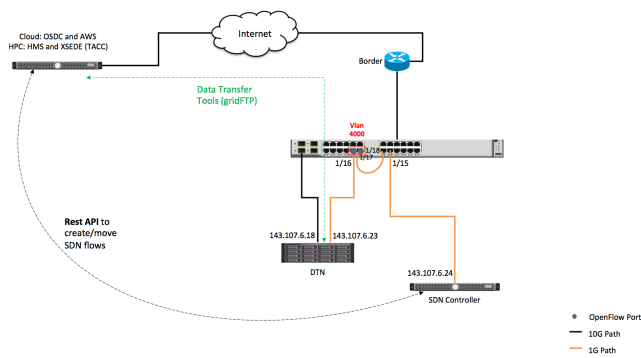 Cloud: OSDC and AWS
HPC: HMS and XSEDE (TACC)
Internet
Border
Data Transfer
Tools (gridFTP)
Vlan
4000
1/18
1/17
1/16
1/15
Rest API to
create/move
SDN flows
143.107.6.18
143.107.6.23
DTN
143.107.6.24
SDN Controller
OpenFlow Port
10G Path
1G Path